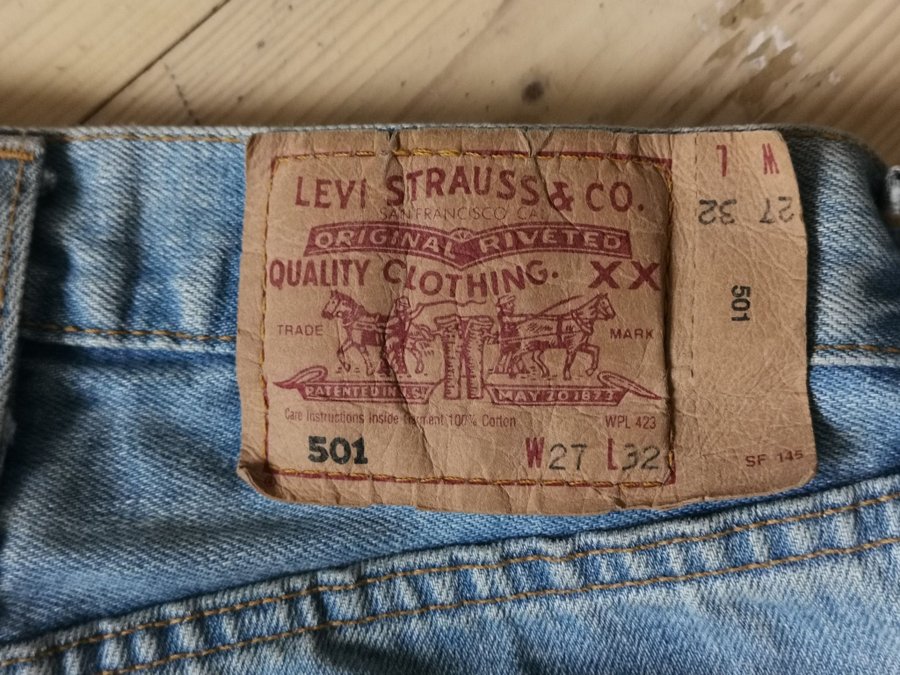 LEVI STRAUSS & CO.
SAN FRANCISCO CAL
ORIGINAL RIVETED
QUALITY CLOTHING. XX
TRADE MARK
PATENTED IN U.S. MAY 20 1873
Care Instructions Inside Garment 100% Cotton WPL 423
501 W27 L32
L W
32 27
501
SF 145